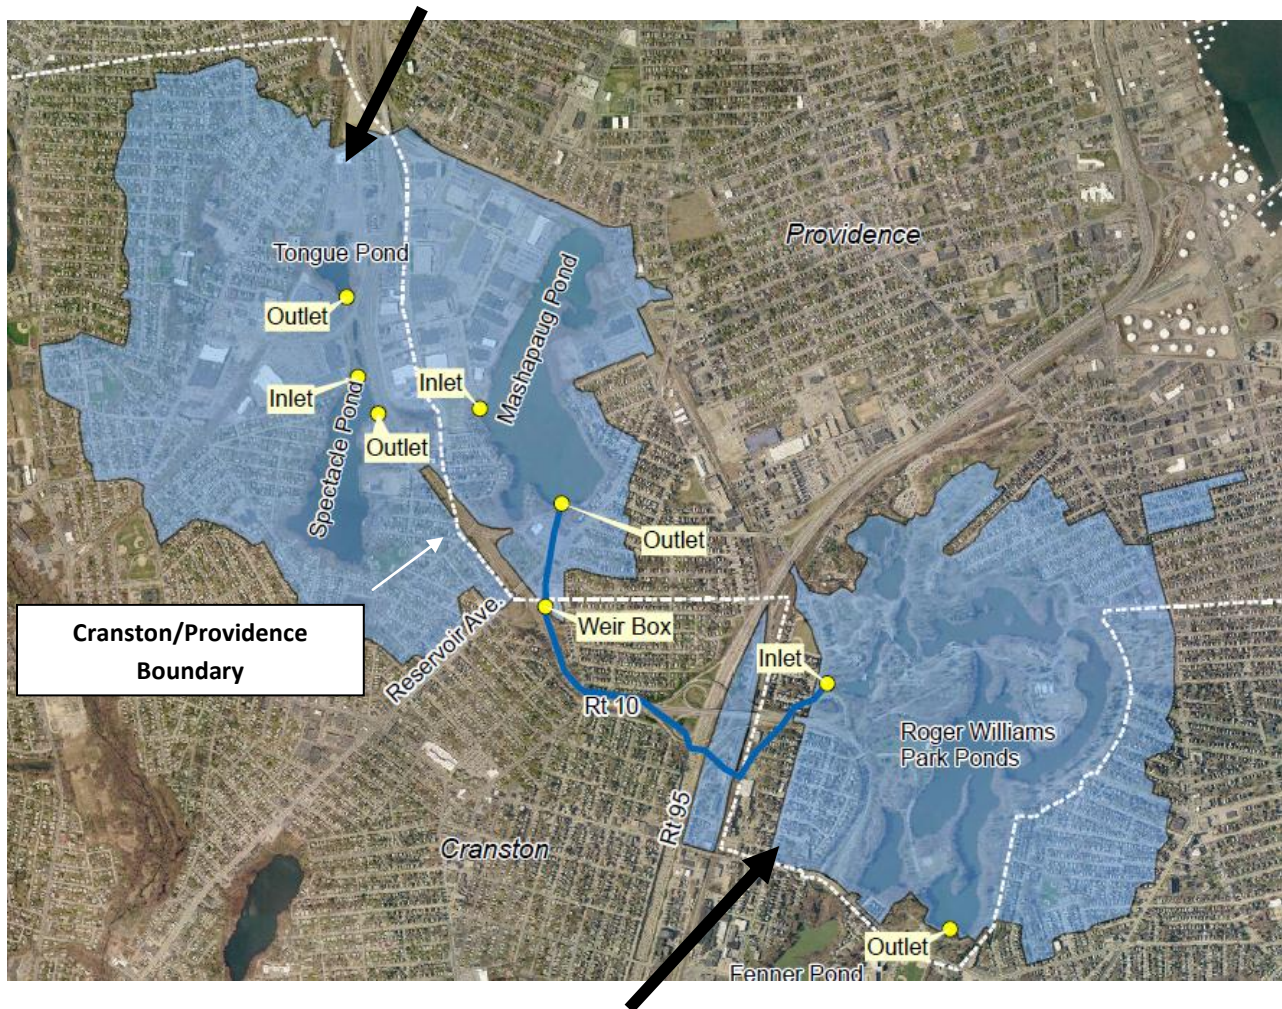 Providence
Tongue Pond
Outlet
Mashapaug Pond
Inlet
Inlet
Spectacle Pond
Outlet
Outlet
Cranston/Providence
Boundary
Reservoir Ave.
Weir Box
Inlet
Rt 10
Roger Williams
Park Ponds
Rt 95
Cranston
Outlet
Fenner Pond